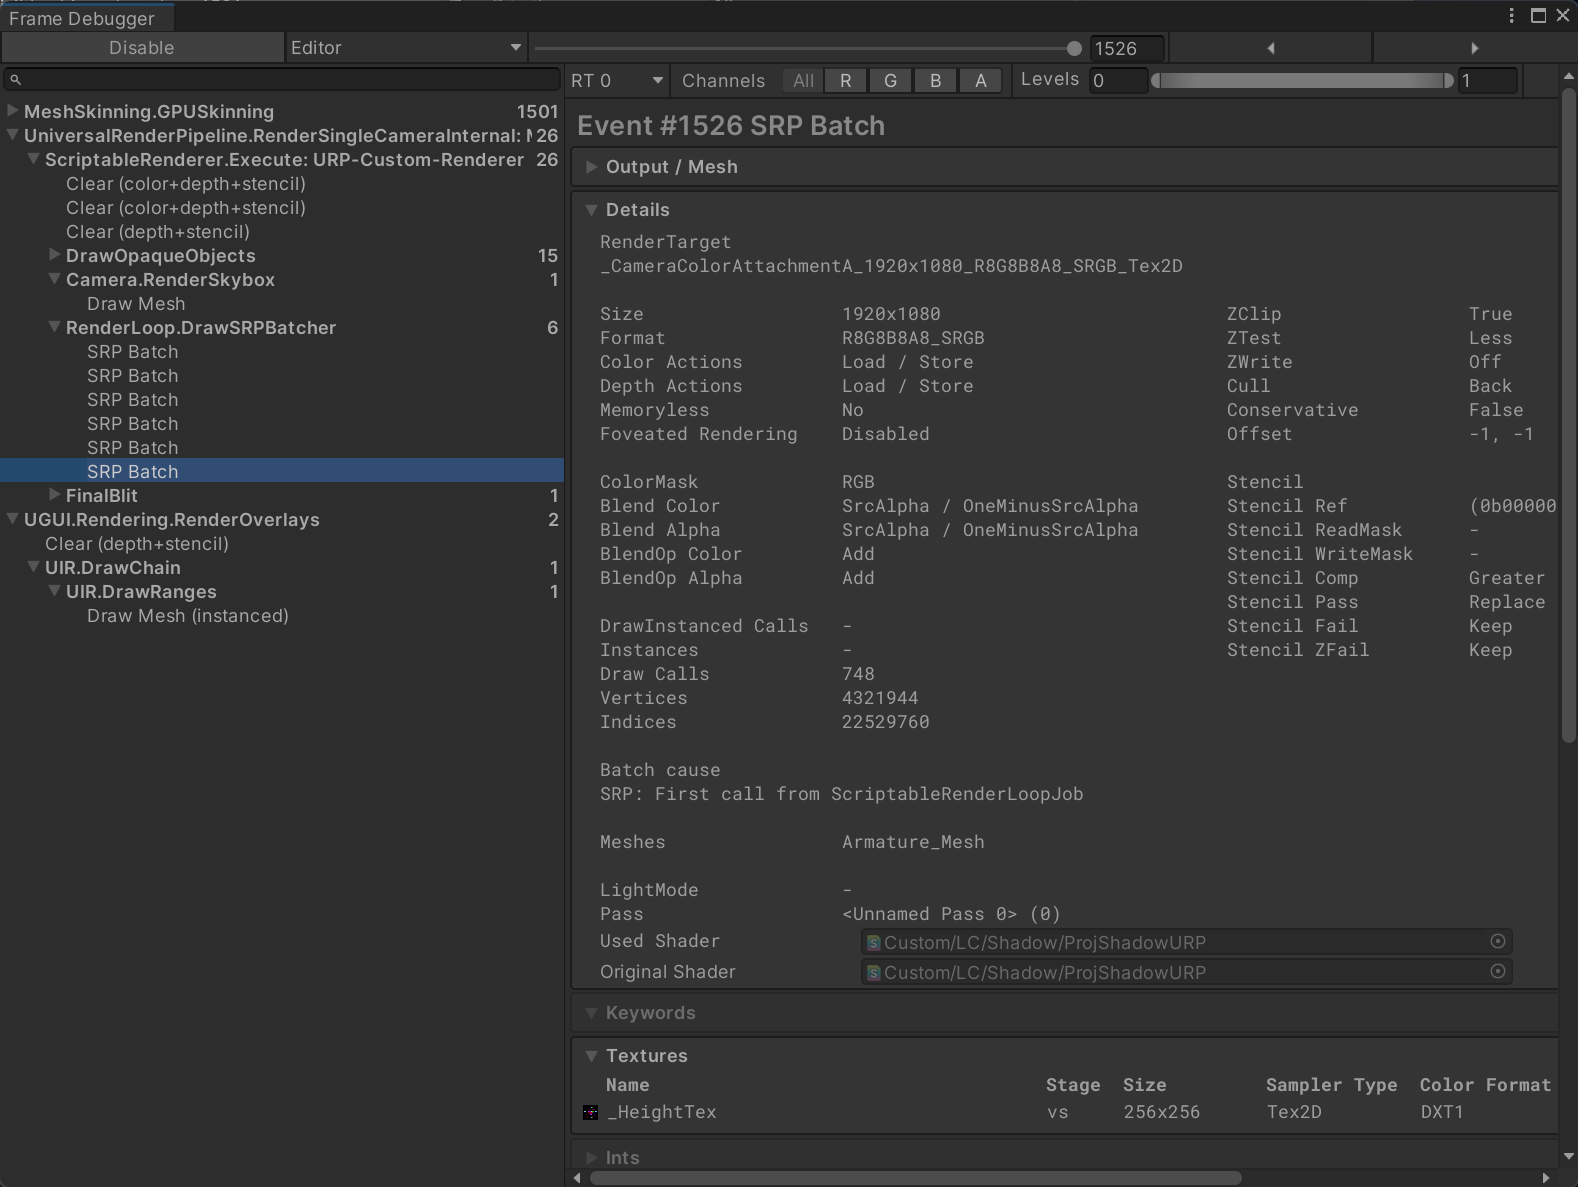 Frame Debugger
Disable
Editor
1526
RT 0
Channels
All
R
G
B
A
Levels
0
1
MeshSkinning.GPUSkinning 1501
UniversalRenderPipeline.RenderSingleCameraInternal: 26
ScriptableRenderer.Execute: URP-Custom-Renderer 26
Clear (color+depth+stencil)
Clear (color+depth+stencil)
Clear (depth+stencil)
DrawOpaqueObjects 15
Camera.RenderSkybox 1
Draw Mesh
RenderLoop.DrawSRPBatcher 6
SRP Batch
SRP Batch
SRP Batch
SRP Batch
SRP Batch
SRP Batch
FinalBlit 1
UGUI.Rendering.RenderOverlays 2
Clear (depth+stencil)
UIR.DrawChain 1
UIR.DrawRanges 1
Draw Mesh (instanced)
Event #1526 SRP Batch
Output / Mesh
Details
RenderTarget
_CameraColorAttachmentA_1920x1080_R8G8B8A8_SRGB_Tex2D
Size 1920x1080 ZClip True
Format R8G8B8A8_SRGB ZTest Less
Color Actions Load / Store ZWrite Off
Depth Actions Load / Store Cull Back
Memoryless No Conservative False
Foveated Rendering Disabled Offset -1, -1
ColorMask RGB Stencil
Blend Color SrcAlpha / OneMinusSrcAlpha Stencil Ref (0b00000
Blend Alpha SrcAlpha / OneMinusSrcAlpha Stencil ReadMask -
BlendOp Color Add Stencil WriteMask -
BlendOp Alpha Add Stencil Comp Greater
Stencil Pass Replace
DrawInstanced Calls - Stencil Fail Keep
Instances - Stencil ZFail Keep
Draw Calls 748
Vertices 4321944
Indices 22529760
Batch cause
SRP: First call from ScriptableRenderLoopJob
Meshes Armature_Mesh
LightMode -
Pass <Unnamed Pass 0> (0)
Used Shader Custom/LC/Shadow/ProjShadowURP
Original Shader Custom/LC/Shadow/ProjShadowURP
Keywords
Textures
Name Stage Size Sampler Type Color Format
_HeightTex vs 256x256 Tex2D DXT1
Ints